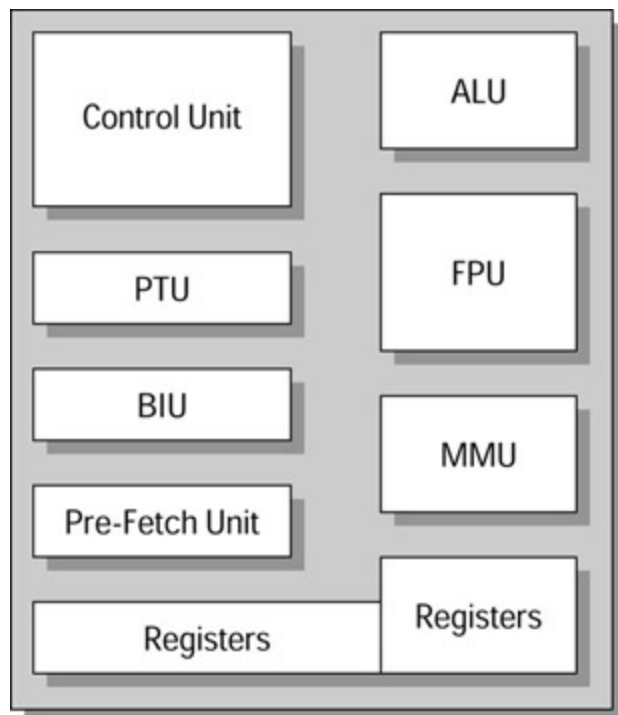 Control Unit
ALU
PTU
FPU
BIU
MMU
Pre-Fetch Unit
Registers
Registers